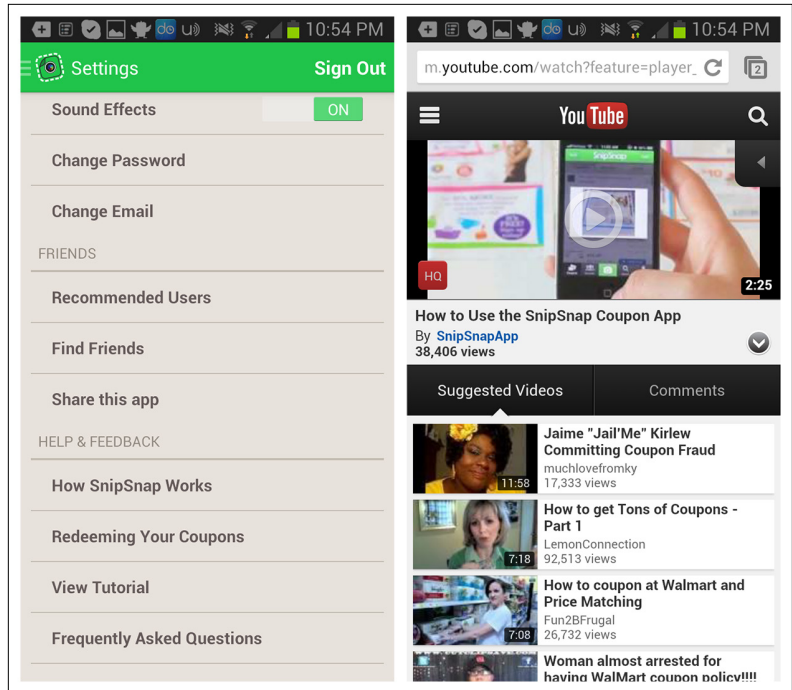 10:54 PM
Settings
Sign Out
Sound Effects
ON
Change Password
Change Email
FRIENDS
Recommended Users
Find Friends
Share this app
HELP & FEEDBACK
How SnipSnap Works
Redeeming Your Coupons
View Tutorial
Frequently Asked Questions
10:54 PM
m.youtube.com/watch?feature=player_
2
YouTube
SnipSnap
HQ
2:25
How to Use the SnipSnap Coupon App
By SnipSnapApp
38,406 views
Suggested Videos
Comments
11:58
Jaime "Jail'Me" Kirlew
Committing Coupon Fraud
muchlovefromky
17,333 views
7:18
How to get Tons of Coupons -
Part 1
LemonConnection
92,513 views
7:08
How to coupon at Walmart and
Price Matching
Fun2BFrugal
26,732 views
Woman almost arrested for
having WalMart coupon policy!!!!